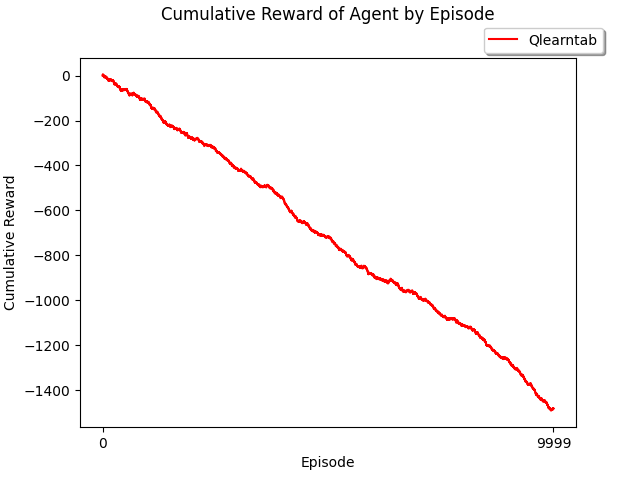 Cumulative Reward of Agent by Episode
Qlearntab
0
−200
−400
−600
−800
−1000
−1200
−1400
Cumulative Reward
0
9999
Episode